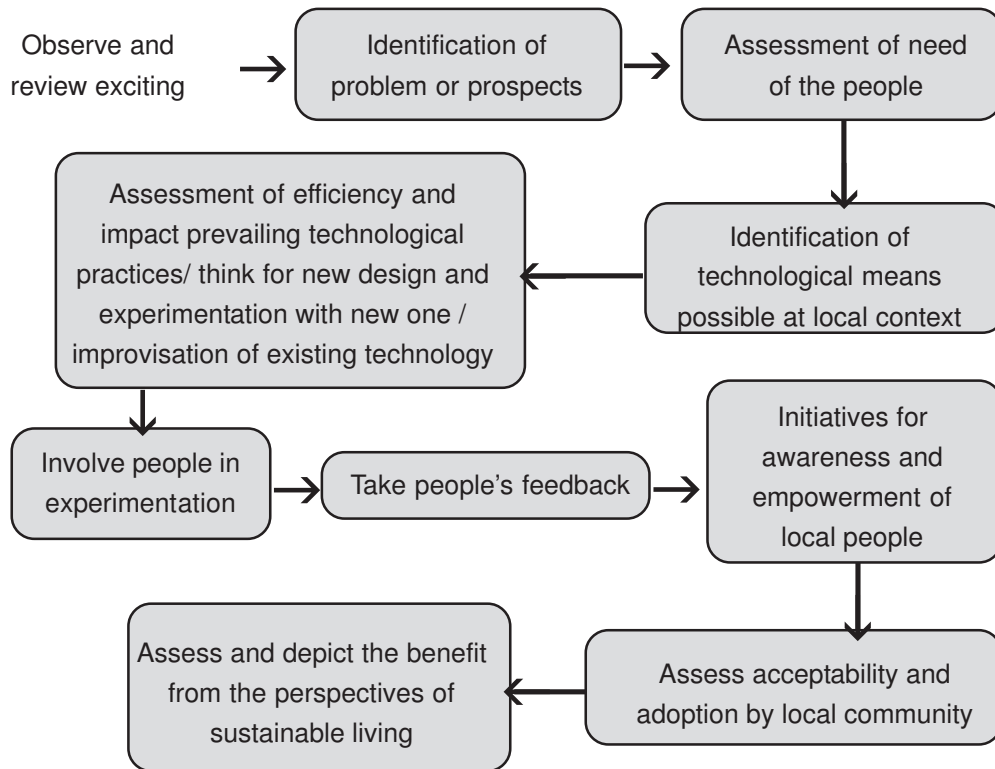 Observe and
review exciting
Identification of
problem or prospects
Assessment of need
of the people
Identification of
technological means
possible at local context
Assessment of efficiency and
impact prevailing technological
practices/ think for new design and
experimentation with new one /
improvisation of existing technology
Involve people in
experimentation
Take people’s feedback
Initiatives for
awareness and
empowerment of
local people
Assess acceptability and
adoption by local community
Assess and depict the benefit
from the perspectives of
sustainable living